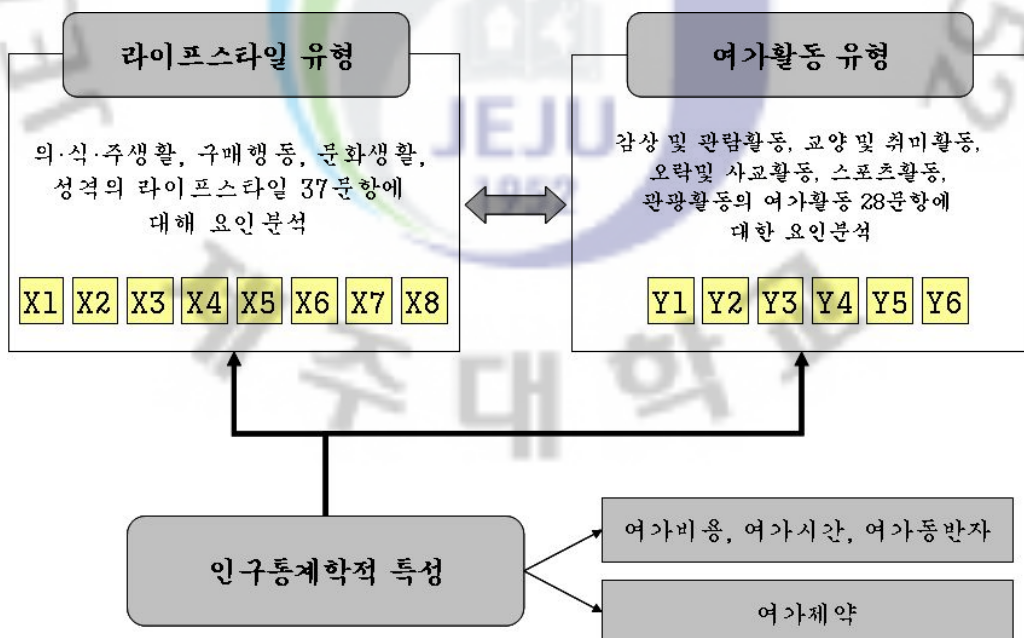 라이프스타일 유형
의·식·주생활, 구매행동, 문화생활,
성격의 라이프스타일 37문항에
대해 요인분석
X1 X2 X3 X4 X5 X6 X7 X8
여가활동 유형
감상 및 관람활동, 교양 및 취미활동,
오락및 사교활동, 스포츠활동,
관광활동의 여가활동 28문항에
대한 요인분석
Y1 Y2 Y3 Y4 Y5 Y6
인구통계학적 특성
여가비용, 여가시간, 여가동반자
여가제약
JEJU
1952
제주대학교